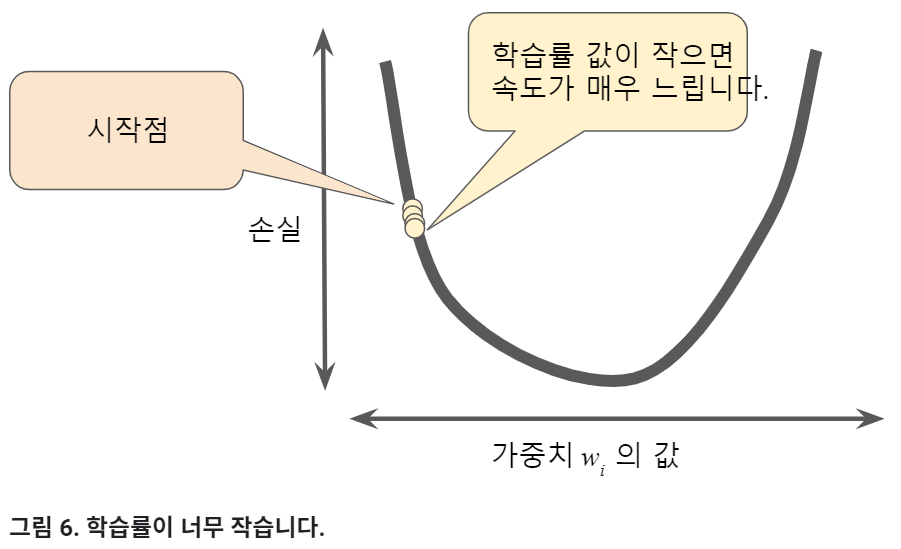 학습률 값이 작으면
속도가 매우 느립니다.
시작점
손실
가중치 wᵢ 의 값
그림 6. 학습률이 너무 작습니다.